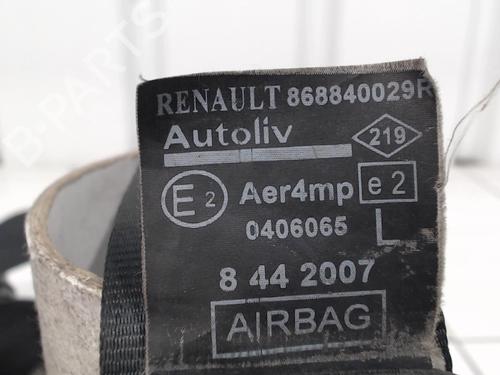 RENAULT 868840029R
Autoliv 219
E2 Aer4mp e2
0406065 L
8 44 2007
AIRBAG
B-PARTS